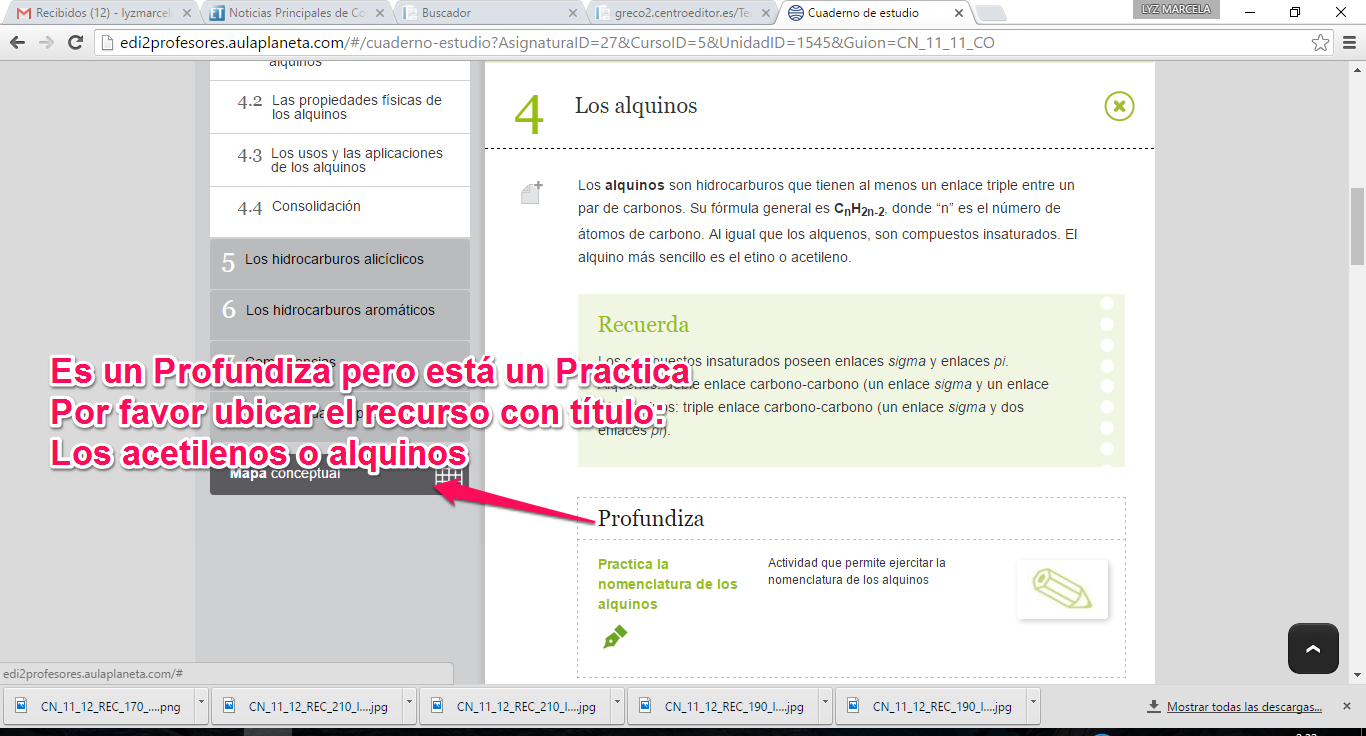 Recibidos (12) - lyzmarcel
Noticias Principales de Co
Buscador
greco2.centroeditor.es/Te
Cuaderno de estudio
LYZ MARCELA
edi2profesores.aulaplaneta.com/#/cuaderno-estudio?AsignaturaID=27&CursoID=5&UnidadID=1545&Guion=CN_11_11_CO
alquinos
4.2 Las propiedades físicas de
los alquinos
4.3 Los usos y las aplicaciones
de los alquinos
4.4 Consolidación
5 Los hidrocarburos alicíclicos
6 Los hidrocarburos aromáticos
Mapa conceptual
Es un Profundiza pero está un Practica
Por favor ubicar el recurso con título:
Los acetilenos o alquinos
4 Los alquinos
Los alquinos son hidrocarburos que tienen al menos un enlace triple entre un
par de carbonos. Su fórmula general es CnH2n-2, donde “n” es el número de
átomos de carbono. Al igual que los alquenos, son compuestos insaturados. El
alquino más sencillo es el etino o acetileno.
Recuerda
Los compuestos insaturados poseen enlaces sigma y enlaces pi.
doble enlace carbono-carbono (un enlace sigma y un enlace
triple enlace carbono-carbono (un enlace sigma y dos
enlaces pi).
Profundiza
Practica la
nomenclatura de los
alquinos
Actividad que permite ejercitar la
nomenclatura de los alquinos
edi2profesores.aulaplaneta.com/#
CN_11_12_REC_170_....png
CN_11_12_REC_210_I....jpg
CN_11_12_REC_210_I....jpg
CN_11_12_REC_190_I....jpg
CN_11_12_REC_190_I....jpg
Mostrar todas las descargas...